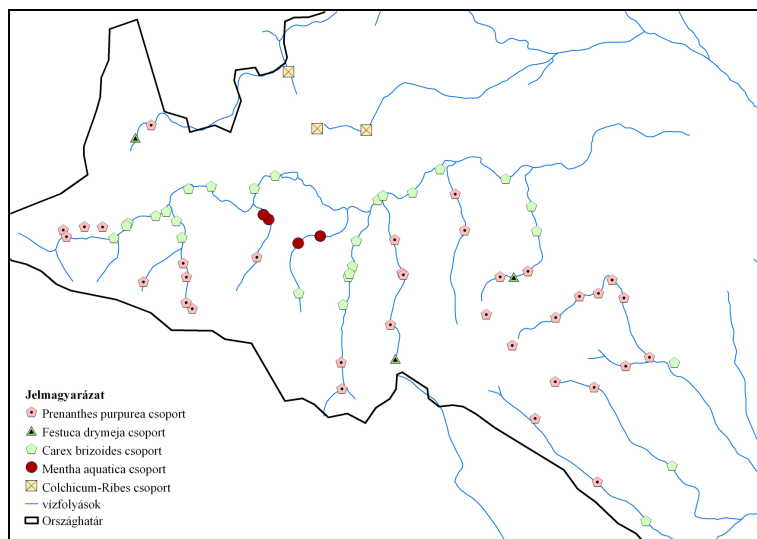 Jelmagyarázat
Prenanthes purpurea csoport
Festuca drymeja csoport
Carex brizoides csoport
Mentha aquatica csoport
Colchicum-Ribes csoport
vízfolyások
Országhatár